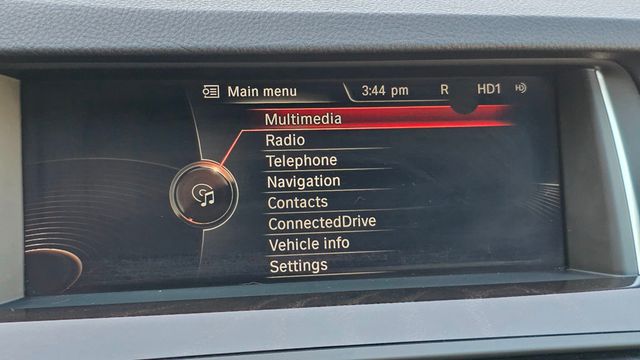 Main menu 3:44 pm R HD1
Multimedia
Radio
Telephone
Navigation
Contacts
ConnectedDrive
Vehicle info
Settings